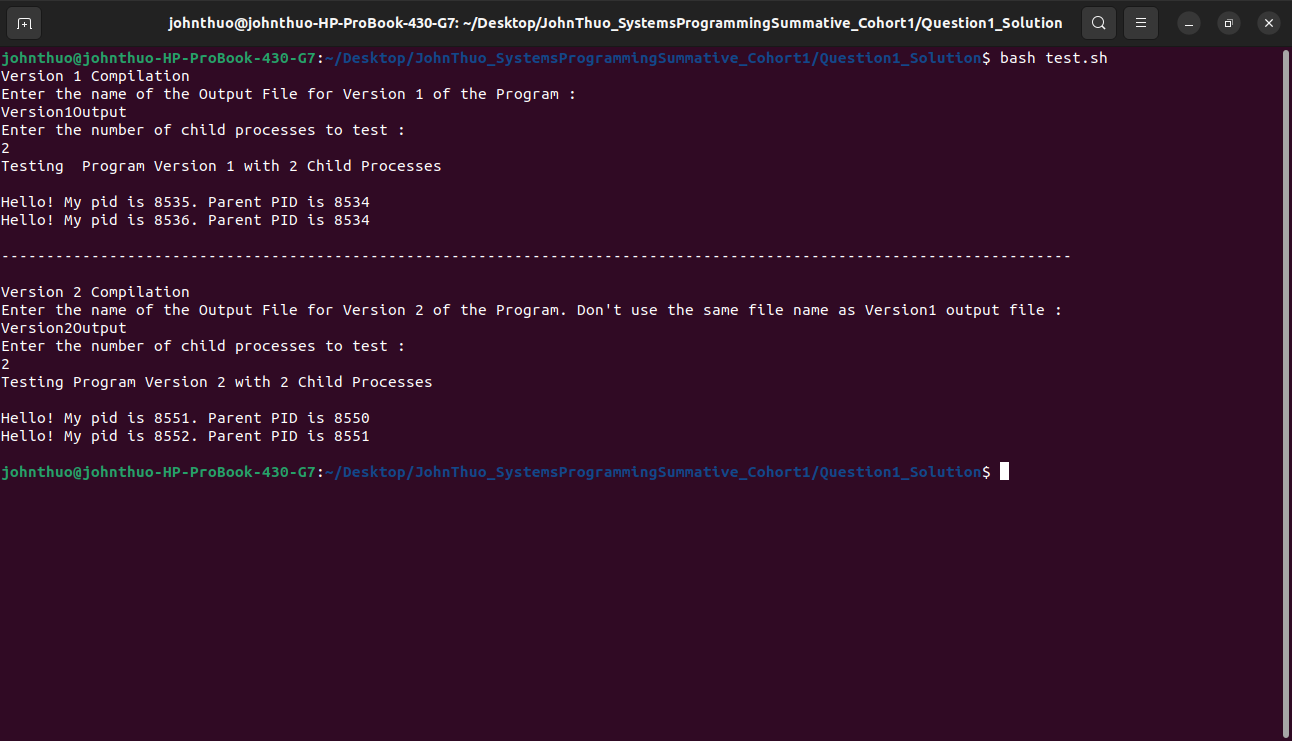 johnthuo@johnthuo-HP-ProBook-430-G7: ~/Desktop/JohnThuo_SystemsProgrammingSummative_Cohort1/Question1_Solution
johnthuo@johnthuo-HP-ProBook-430-G7:~/Desktop/JohnThuo_SystemsProgrammingSummative_Cohort1/Question1_Solution$ bash test.sh
Version 1 Compilation
Enter the name of the Output File for Version 1 of the Program :
Version1Output
Enter the number of child processes to test :
2
Testing  Program Version 1 with 2 Child Processes
Hello! My pid is 8535. Parent PID is 8534
Hello! My pid is 8536. Parent PID is 8534
-----------------------------------------------------------------------------------------------------------------------
Version 2 Compilation
Enter the name of the Output File for Version 2 of the Program. Don't use the same file name as Version1 output file :
Version2Output
Enter the number of child processes to test :
2
Testing Program Version 2 with 2 Child Processes
Hello! My pid is 8551. Parent PID is 8550
Hello! My pid is 8552. Parent PID is 8551
johnthuo@johnthuo-HP-ProBook-430-G7:~/Desktop/JohnThuo_SystemsProgrammingSummative_Cohort1/Question1_Solution$